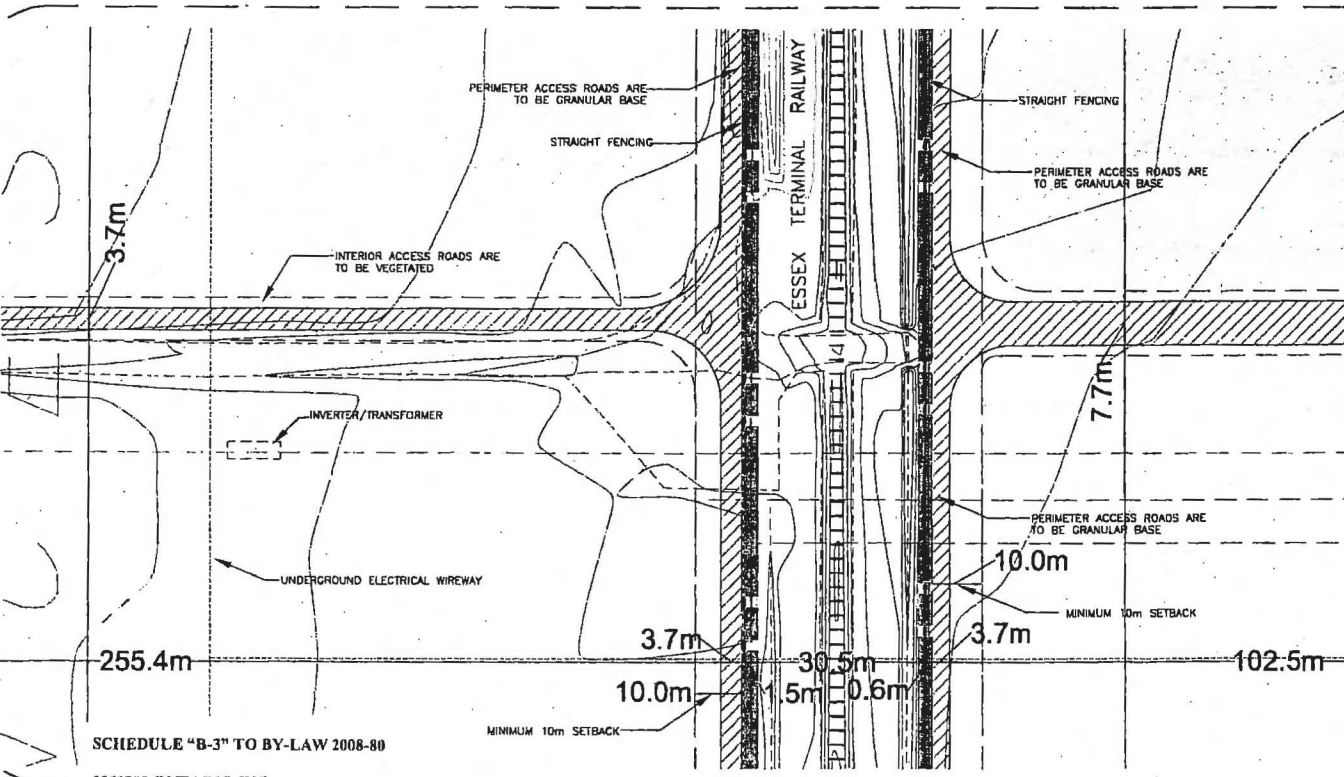 PERIMETER ACCESS ROADS ARE
TO BE GRANULAR BASE
STRAIGHT FENCING
ESSEX TERMINAL RAILWAY
STRAIGHT FENCING
PERIMETER ACCESS ROADS ARE
TO BE GRANULAR BASE
3.7m
INTERIOR ACCESS ROADS ARE
TO BE VEGETATED
7.7m
INVERTER/TRANSFORMER
PERIMETER ACCESS ROADS ARE
TO BE GRANULAR BASE
10.0m
UNDERGROUND ELECTRICAL WIREWAY
MINIMUM 10m SETBACK
3.7m
3.7m
255.4m
30.5m
102.5m
10.0m
1.5m
0.6m
MINIMUM 10m SETBACK
SCHEDULE "B-3" TO BY-LAW 2008-80